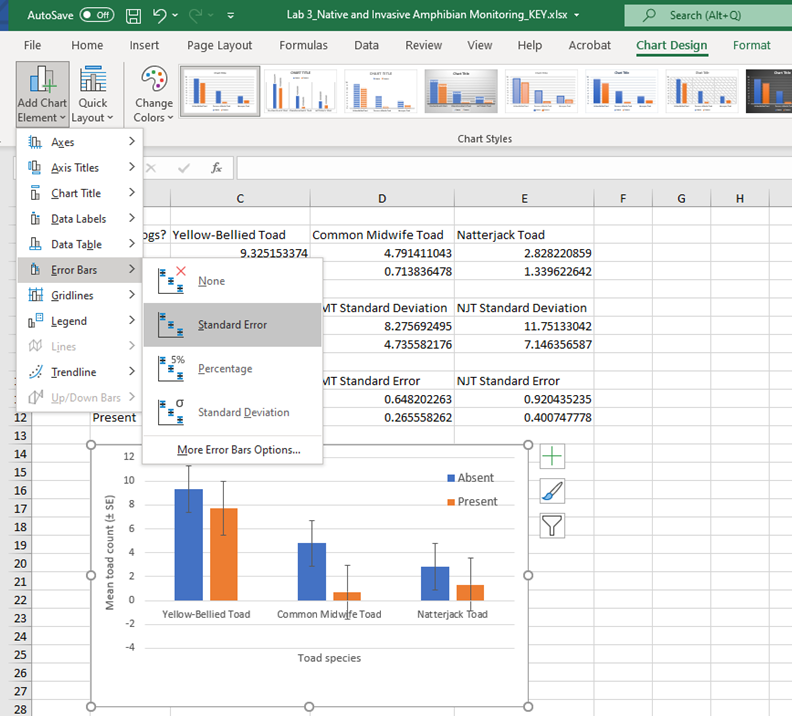 AutoSave Off Lab 3_Native and Invasive Amphibian Monitoring_KEY.xlsx Search (Alt+Q)
File Home Insert Page Layout Formulas Data Review View Help Acrobat Chart Design Format
Add Chart Element Quick Layout Change Colors
Chart Styles
Axes
Axis Titles
Chart Title
Data Labels
Data Table
Error Bars
Gridlines
Legend
Lines
Trendline
Up/Down Bars
None
Standard Error
5%
Percentage
σ
Standard Deviation
More Error Bars Options...
fx
C D E F G H
ogs? Yellow-Bellied Toad Common Midwife Toad Natterjack Toad
9.325153374 4.791411043 2.828220859
0.713836478 1.339622642
MT Standard Deviation NJT Standard Deviation
8.275692495 11.75133042
4.735582176 7.146356587
MT Standard Error NJT Standard Error
0.648202263 0.920435235
12 Present 0.265558262 0.400747778
13
14
15
16
17
18
19
20
21
22
23
24
25
26
27
28
12
10
8
6
4
2
0
-2
-4
Mean toad count (± SE)
Absent
Present
Yellow-Bellied Toad Common Midwife Toad Natterjack Toad
Toad species